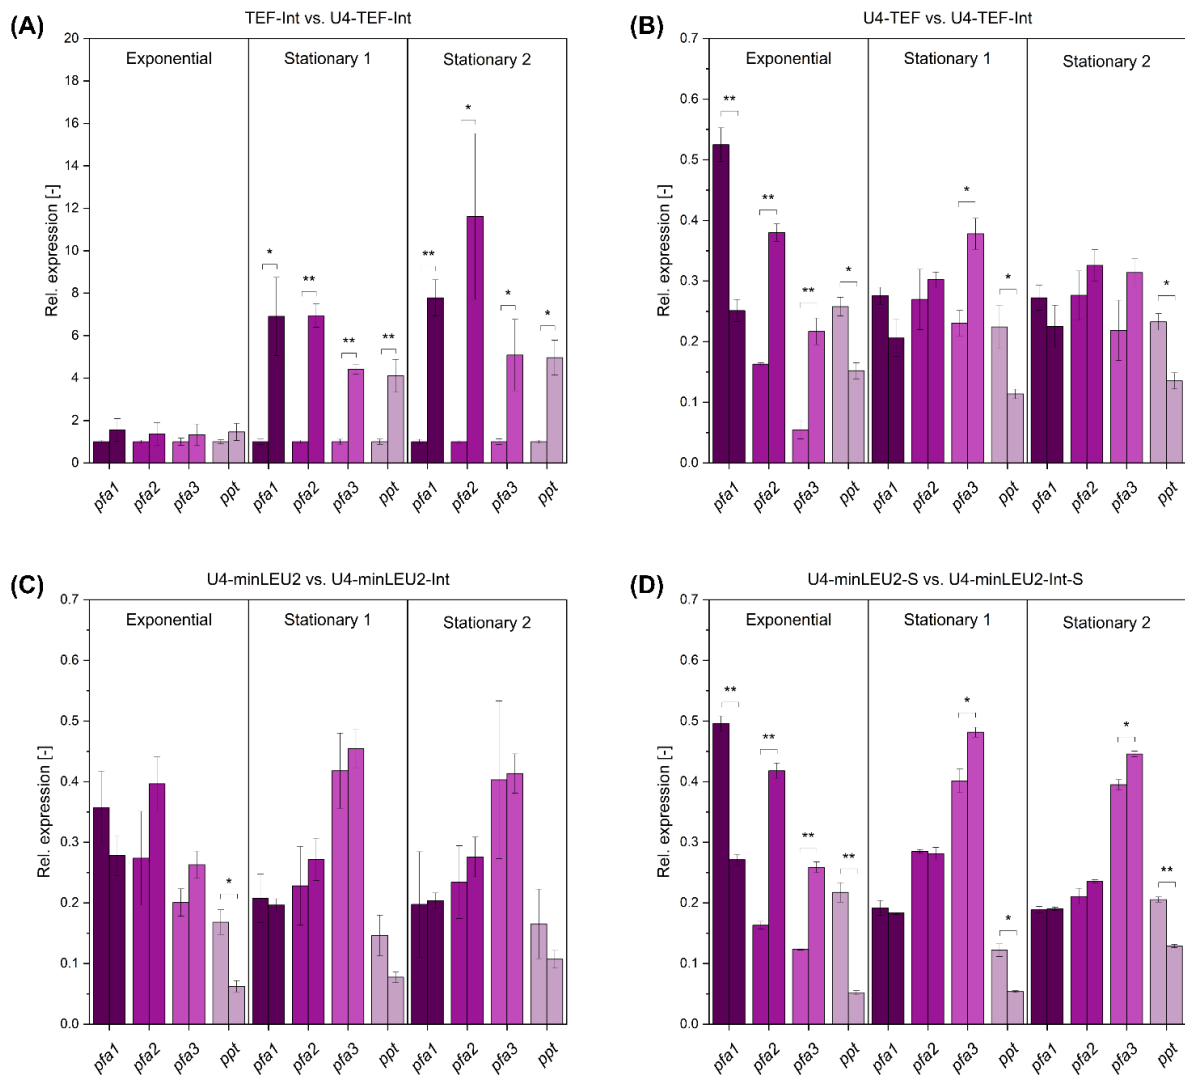 (A)
TEF-Int vs. U4-TEF-Int
Rel. expression [-]
20
18
16
14
12
10
8
6
4
2
0
Exponential
Stationary 1
Stationary 2
*
**
**
**
**
*
*
*
pfa1
pfa2
pfa3
ppt
pfa1
pfa2
pfa3
ppt
pfa1
pfa2
pfa3
ppt
(B)
U4-TEF vs. U4-TEF-Int
Rel. expression [-]
0.7
0.6
0.5
0.4
0.3
0.2
0.1
0.0
Exponential
Stationary 1
Stationary 2
**
**
**
*
*
*
*
pfa1
pfa2
pfa3
ppt
pfa1
pfa2
pfa3
ppt
pfa1
pfa2
pfa3
ppt
(C)
U4-minLEU2 vs. U4-minLEU2-Int
Rel. expression [-]
0.7
0.6
0.5
0.4
0.3
0.2
0.1
0.0
Exponential
Stationary 1
Stationary 2
*
pfa1
pfa2
pfa3
ppt
pfa1
pfa2
pfa3
ppt
pfa1
pfa2
pfa3
ppt
(D)
U4-minLEU2-S vs. U4-minLEU2-Int-S
Rel. expression [-]
0.7
0.6
0.5
0.4
0.3
0.2
0.1
0.0
Exponential
Stationary 1
Stationary 2
**
**
**
**
*
*
*
**
pfa1
pfa2
pfa3
ppt
pfa1
pfa2
pfa3
ppt
pfa1
pfa2
pfa3
ppt